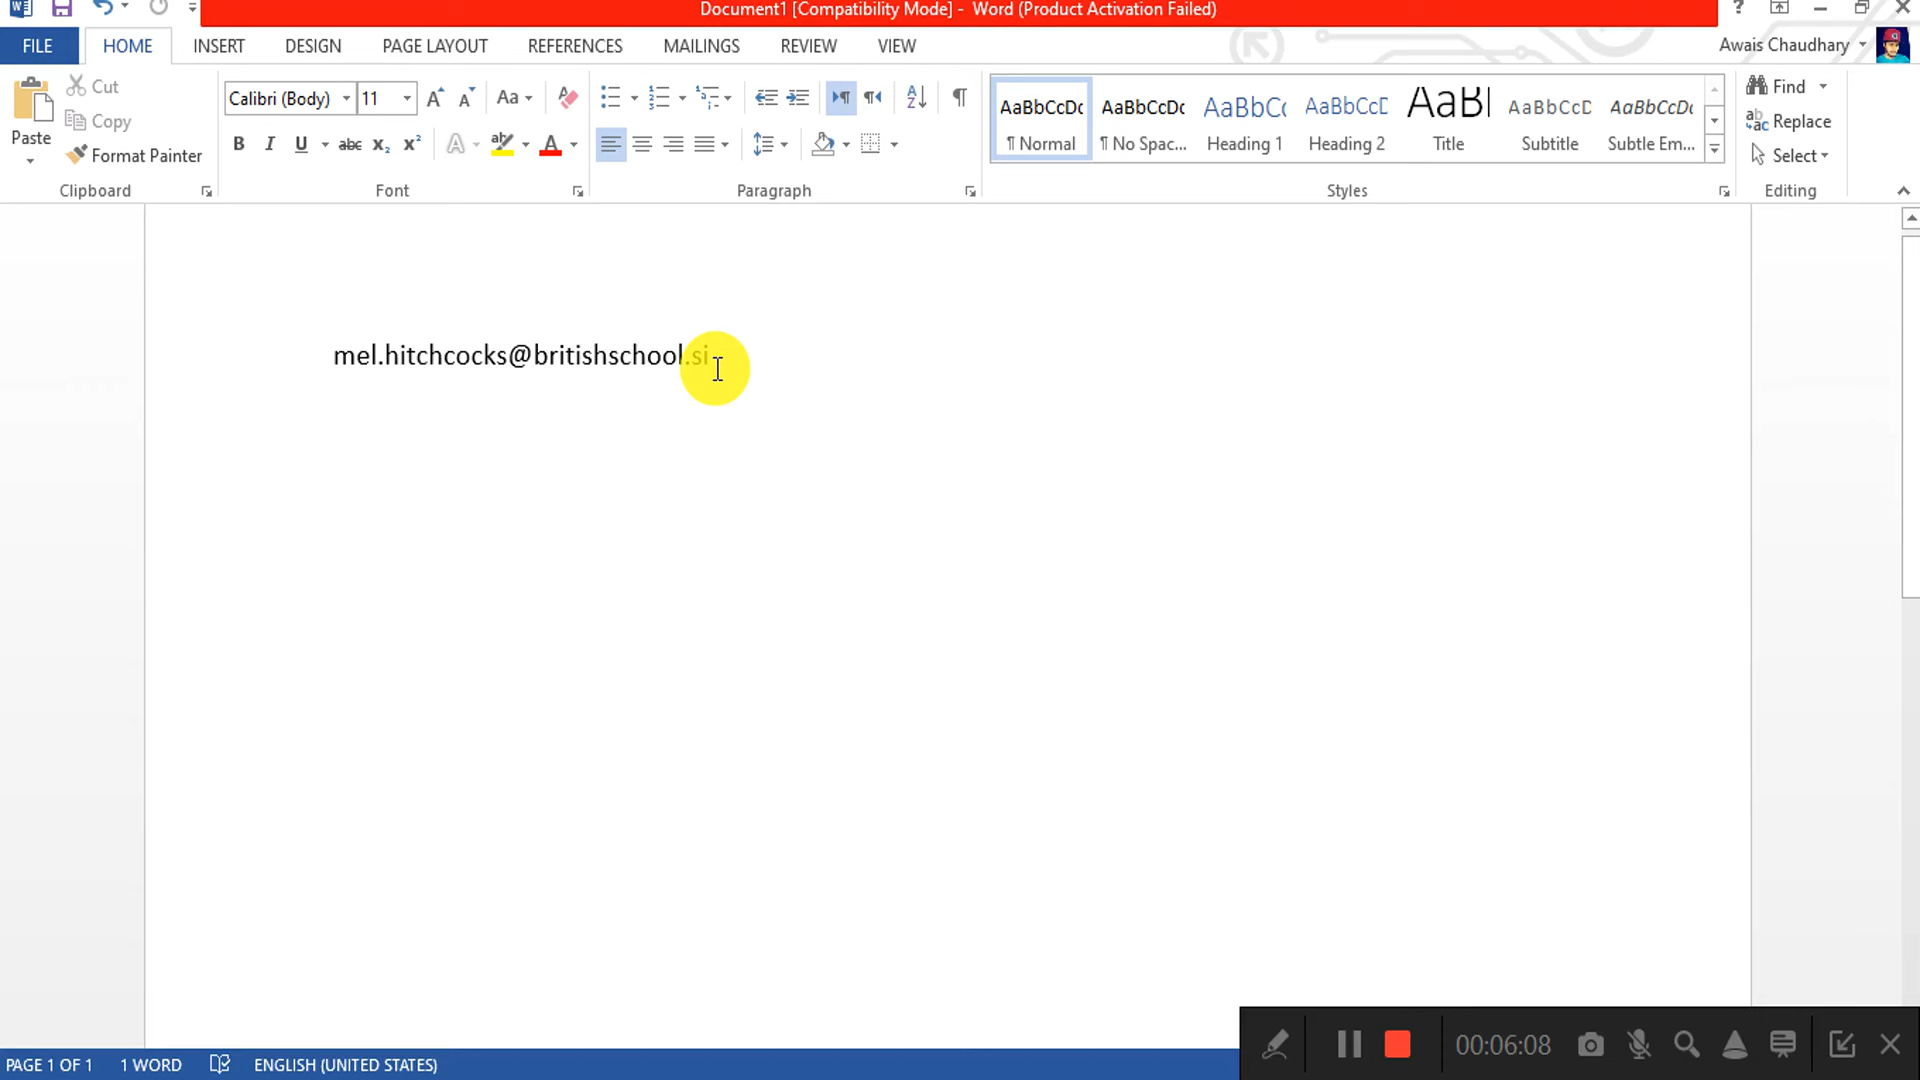 Document1 [Compatibility Mode] - Word (Product Activation Failed)
FILE HOME INSERT DESIGN PAGE LAYOUT REFERENCES MAILINGS REVIEW VIEW
Awais Chaudhary
Paste
Cut
Copy
Format Painter
Clipboard
Calibri (Body) 11
Aa
B I U abc X₂ X²
A A
Font
A Z
Paragraph
AaBbCcDc AaBbCcDc AaBbCc AaBbCcD AaBl AaBbCcD AaBbCcDc
¶ Normal ¶ No Spac... Heading 1 Heading 2 Title Subtitle Subtle Em...
Styles
Find
Replace
Select
Editing
mel.hitchcocks@britishschool.si
PAGE 1 OF 1 1 WORD ENGLISH (UNITED STATES)
00:06:08